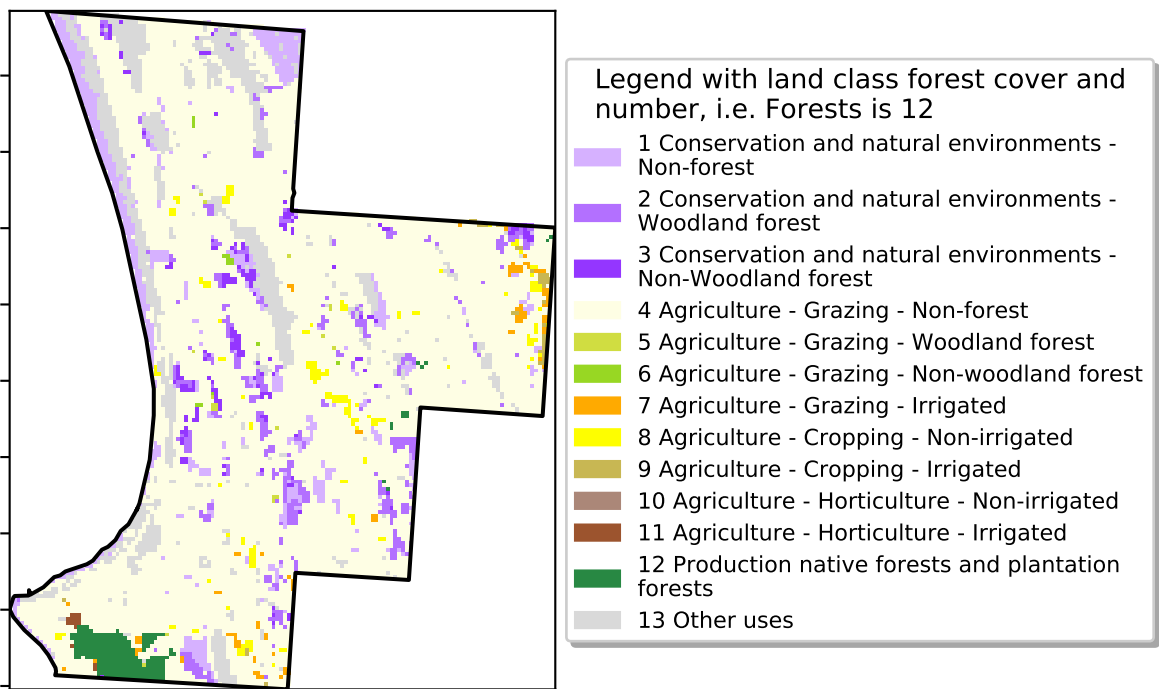 Legend with land class forest cover and
number, i.e. Forests is 12
1 Conservation and natural environments -
Non-forest
2 Conservation and natural environments -
Woodland forest
3 Conservation and natural environments -
Non-Woodland forest
4 Agriculture - Grazing - Non-forest
5 Agriculture - Grazing - Woodland forest
6 Agriculture - Grazing - Non-woodland forest
7 Agriculture - Grazing - Irrigated
8 Agriculture - Cropping - Non-irrigated
9 Agriculture - Cropping - Irrigated
10 Agriculture - Horticulture - Non-irrigated
11 Agriculture - Horticulture - Irrigated
12 Production native forests and plantation
forests
13 Other uses